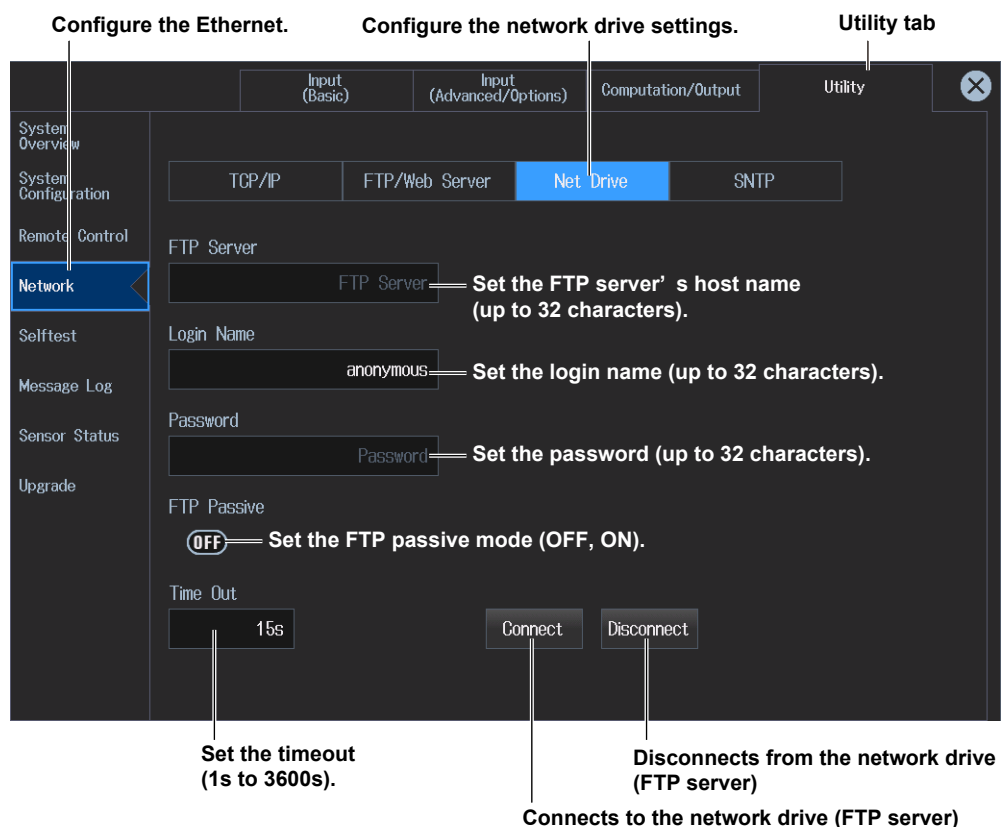 Configure the Ethernet.
Configure the network drive settings.
Utility tab
Input
(Basic)
Input
(Advanced/Options)
Computation/Output
Utility
System
Overview
System
Configuration
Remote Control
Network
Selftest
Message Log
Sensor Status
Upgrade
TCP/IP
FTP/Web Server
Net Drive
SNTP
FTP Server
FTP Server
Set the FTP server’ s host name
(up to 32 characters).
Login Name
anonymous
Set the login name (up to 32 characters).
Password
Password
Set the password (up to 32 characters).
FTP Passive
OFF
Set the FTP passive mode (OFF, ON).
Time Out
15s
Connect
Disconnect
Set the timeout
(1s to 3600s).
Disconnects from the network drive
(FTP server)
Connects to the network drive (FTP server)